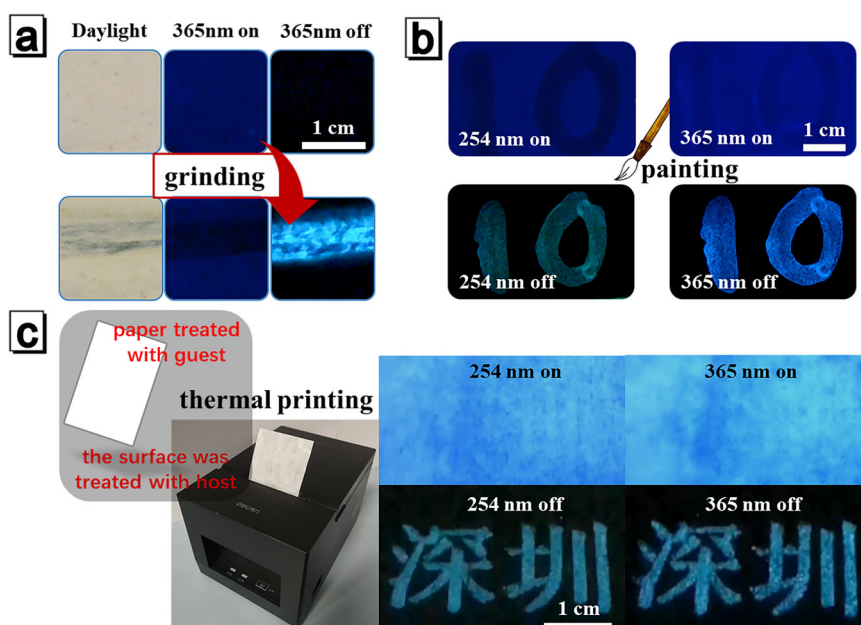 a
Daylight
365nm on
365nm off
1 cm
grinding
b
254 nm on
365 nm on
1 cm
painting
10
254 nm off
365 nm off
c
paper treated
with guest
thermal printing
the surface was
treated with host
254 nm on
365 nm on
254 nm off
365 nm off
深圳
深圳
1 cm